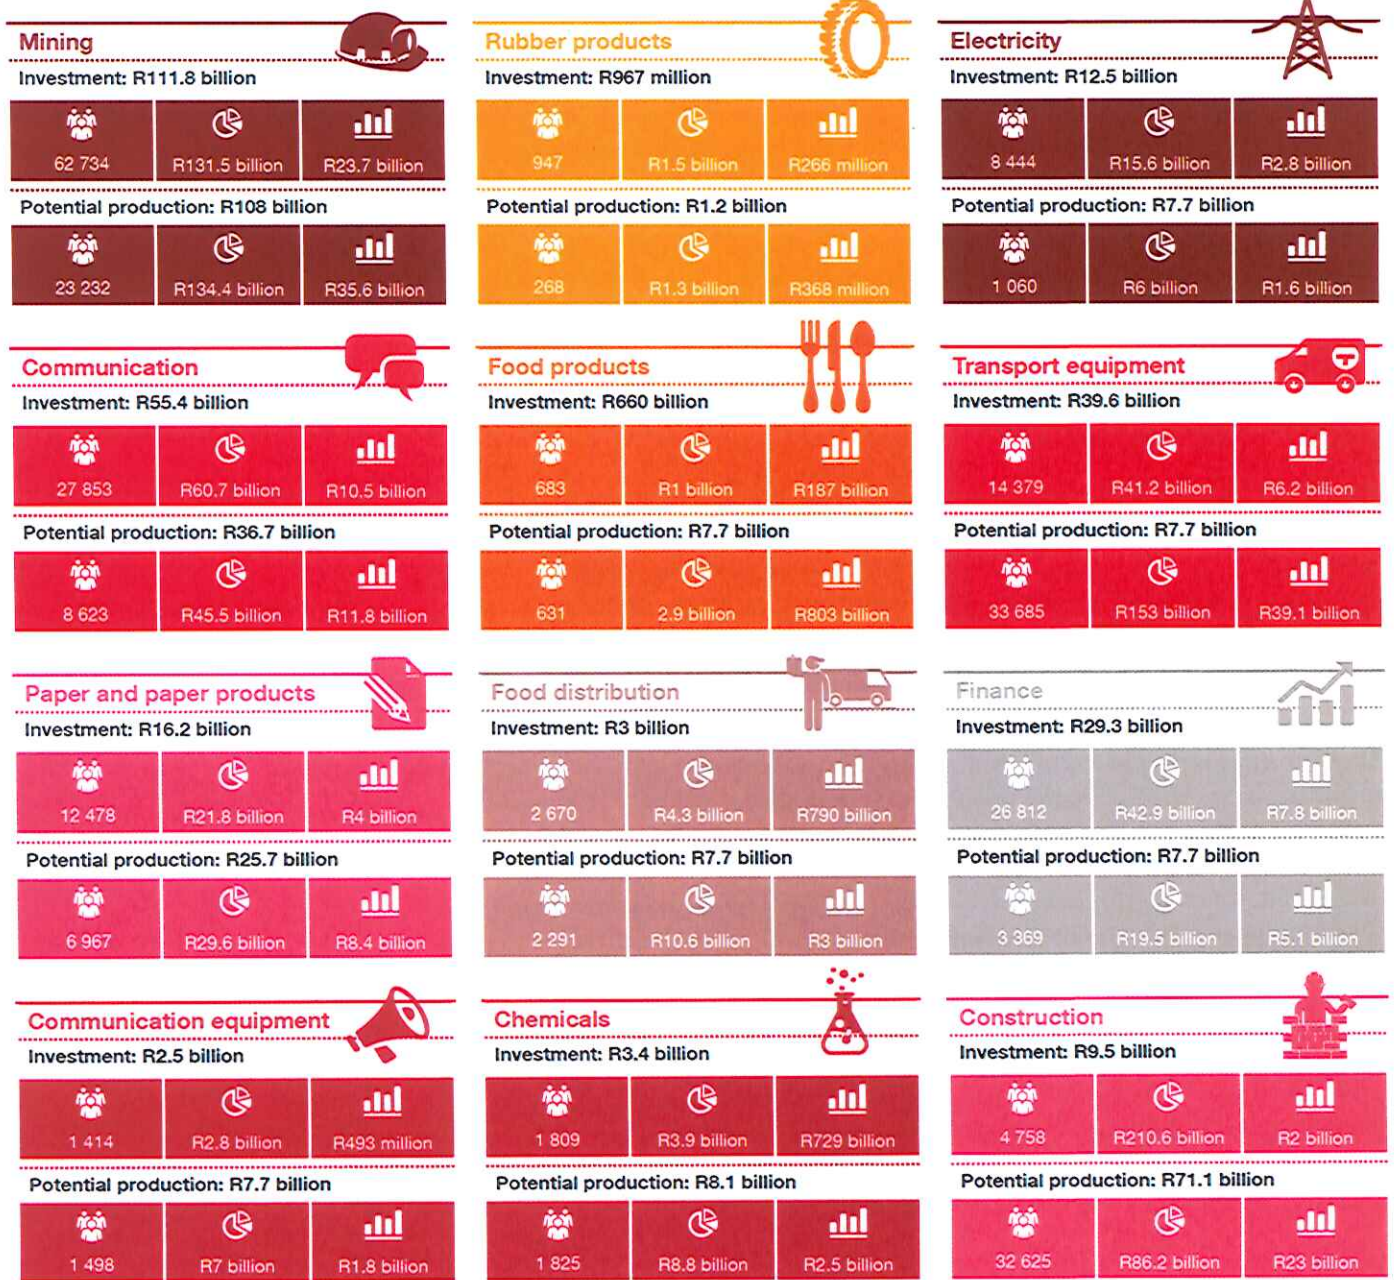 Mining
Investment: R111.8 billion
62 734 R131.5 billion R23.7 billion
Potential production: R108 billion
23 232 R134.4 billion R35.6 billion
Rubber products
Investment: R967 million
947 R1.5 billion R266 million
Potential production: R1.2 billion
268 R1.3 billion R368 million
Electricity
Investment: R12.5 billion
8 444 R15.6 billion R2.8 billion
Potential production: R7.7 billion
1 060 R6 billion R1.6 billion
Communication
Investment: R55.4 billion
27 853 R60.7 billion R10.5 billion
Potential production: R36.7 billion
8 623 R45.5 billion R11.8 billion
Food products
Investment: R660 billion
683 R1 billion R187 billion
Potential production: R7.7 billion
631 2.9 billion R803 billion
Transport equipment
Investment: R39.6 billion
14 379 R41.2 billion R6.2 billion
Potential production: R7.7 billion
33 685 R153 billion R39.1 billion
Paper and paper products
Investment: R16.2 billion
12 478 R21.8 billion R4 billion
Potential production: R25.7 billion
6 967 R29.6 billion R8.4 billion
Food distribution
Investment: R3 billion
2 670 R4.3 billion R790 billion
Potential production: R7.7 billion
2 291 R10.6 billion R3 billion
Finance
Investment: R29.3 billion
26 812 R42.9 billion R7.8 billion
Potential production: R7.7 billion
3 369 R19.5 billion R5.1 billion
Communication equipment
Investment: R2.5 billion
1 414 R2.8 billion R493 million
Potential production: R7.7 billion
1 498 R7 billion R1.8 billion
Chemicals
Investment: R3.4 billion
1 809 R3.9 billion R729 billion
Potential production: R8.1 billion
1 825 R8.8 billion R2.5 billion
Construction
Investment: R9.5 billion
4 758 R210.6 billion R2 billion
Potential production: R71.1 billion
32 625 R86.2 billion R23 billion